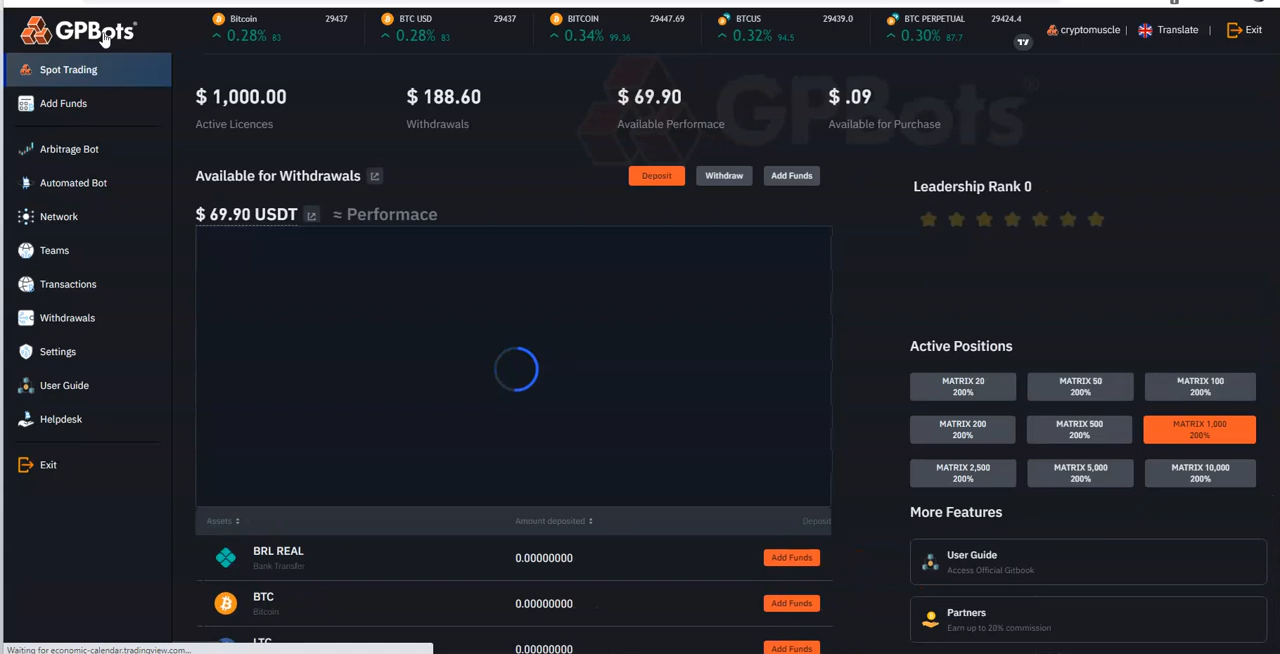 GPBots
Bitcoin 29437
0.28% 83
BTC USD 29437
0.28% 83
BITCOIN 29447.69
0.34% 99.36
BTCUS 29439.0
0.32% 94.5
BTC PERPETUAL 29424.4
0.30% 87.7
cryptomuscle |
Translate |
Exit
Spot Trading
Add Funds
Arbitrage Bot
Automated Bot
Network
Teams
Transactions
Withdrawals
Settings
User Guide
Helpdesk
Exit
GPBots
$ 1,000.00
Active Licences
$ 188.60
Withdrawals
$ 69.90
Available Performace
$ .09
Available for Purchase
Available for Withdrawals
Deposit
Withdraw
Add Funds
$ 69.90 USDT ≈ Performace
Leadership Rank 0
Active Positions
MATRIX 20
200%
MATRIX 50
200%
MATRIX 100
200%
MATRIX 200
200%
MATRIX 500
200%
MATRIX 1,000
200%
MATRIX 2,500
200%
MATRIX 5,000
200%
MATRIX 10,000
200%
More Features
User Guide
Access Official Gitbook
Partners
Earn up to 20% commission
Assets
Amount deposited
Deposit
BRL REAL
Bank Transfer
0.00000000
Add Funds
BTC
Bitcoin
0.00000000
Add Funds
LTC
0.00000000
Add Funds
Waiting for economic-calendar.tradingview.com...